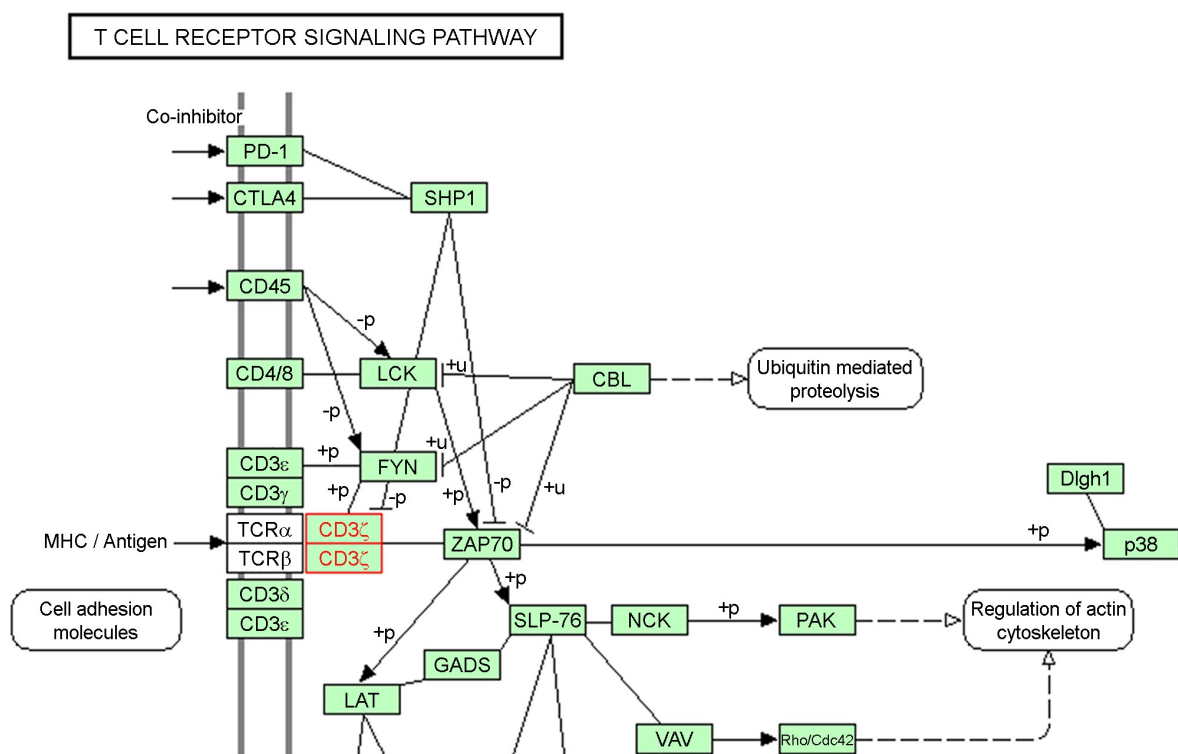 T CELL RECEPTOR SIGNALING PATHWAY
Co-inhibitor
PD-1
CTLA4
SHP1
CD45
-p
CD4/8
LCK
+u
CBL
Ubiquitin mediated
proteolysis
-p
+u
CD3ε
+p
FYN
CD3γ
+p
-p
+p
-p
+u
Dlgh1
MHC / Antigen
TCRα
CD3ζ
TCRβ
CD3ζ
ZAP70
+p
p38
+p
Cell adhesion
molecules
CD3δ
CD3ε
+p
SLP-76
NCK
+p
PAK
Regulation of actin
cytoskeleton
GADS
LAT
VAV
Rho/Cdc42